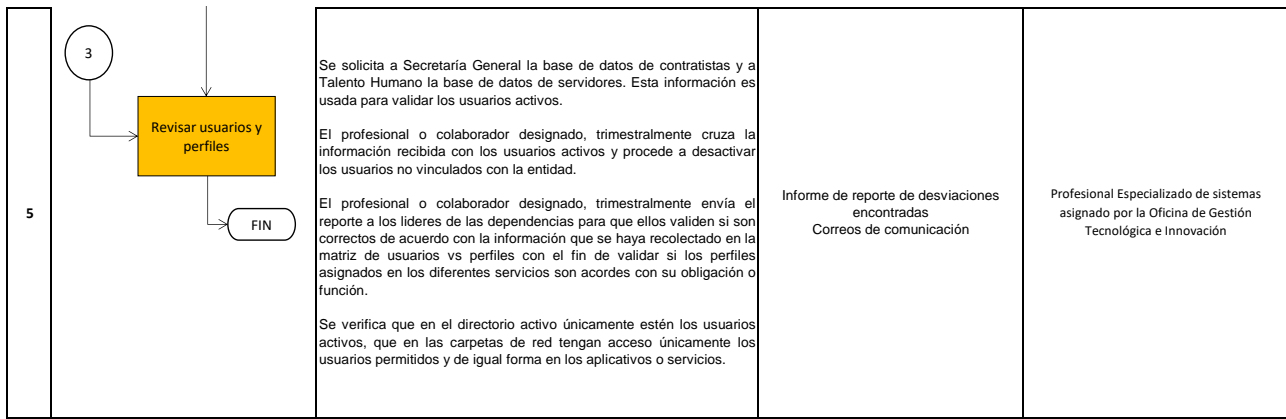 5
3
Revisar usuarios y
perfiles
FIN
Se solicita a Secretaría General la base de datos de contratistas y a
Talento Humano la base de datos de servidores. Esta información es
usada para validar los usuarios activos.
El profesional o colaborador designado, trimestralmente cruza la
información recibida con los usuarios activos y procede a desactivar
los usuarios no vinculados con la entidad.
El profesional o colaborador designado, trimestralmente envía el
reporte a los lideres de las dependencias para que ellos validen si son
correctos de acuerdo con la información que se haya recolectado en la
matriz de usuarios vs perfiles con el fin de validar si los perfiles
asignados en los diferentes servicios son acordes con su obligación o
función.
Se verifica que en el directorio activo únicamente estén los usuarios
activos, que en las carpetas de red tengan acceso únicamente los
usuarios permitidos y de igual forma en los aplicativos o servicios.
Informe de reporte de desviaciones
encontradas
Correos de comunicación
Profesional Especializado de sistemas
asignado por la Oficina de Gestión
Tecnológica e Innovación